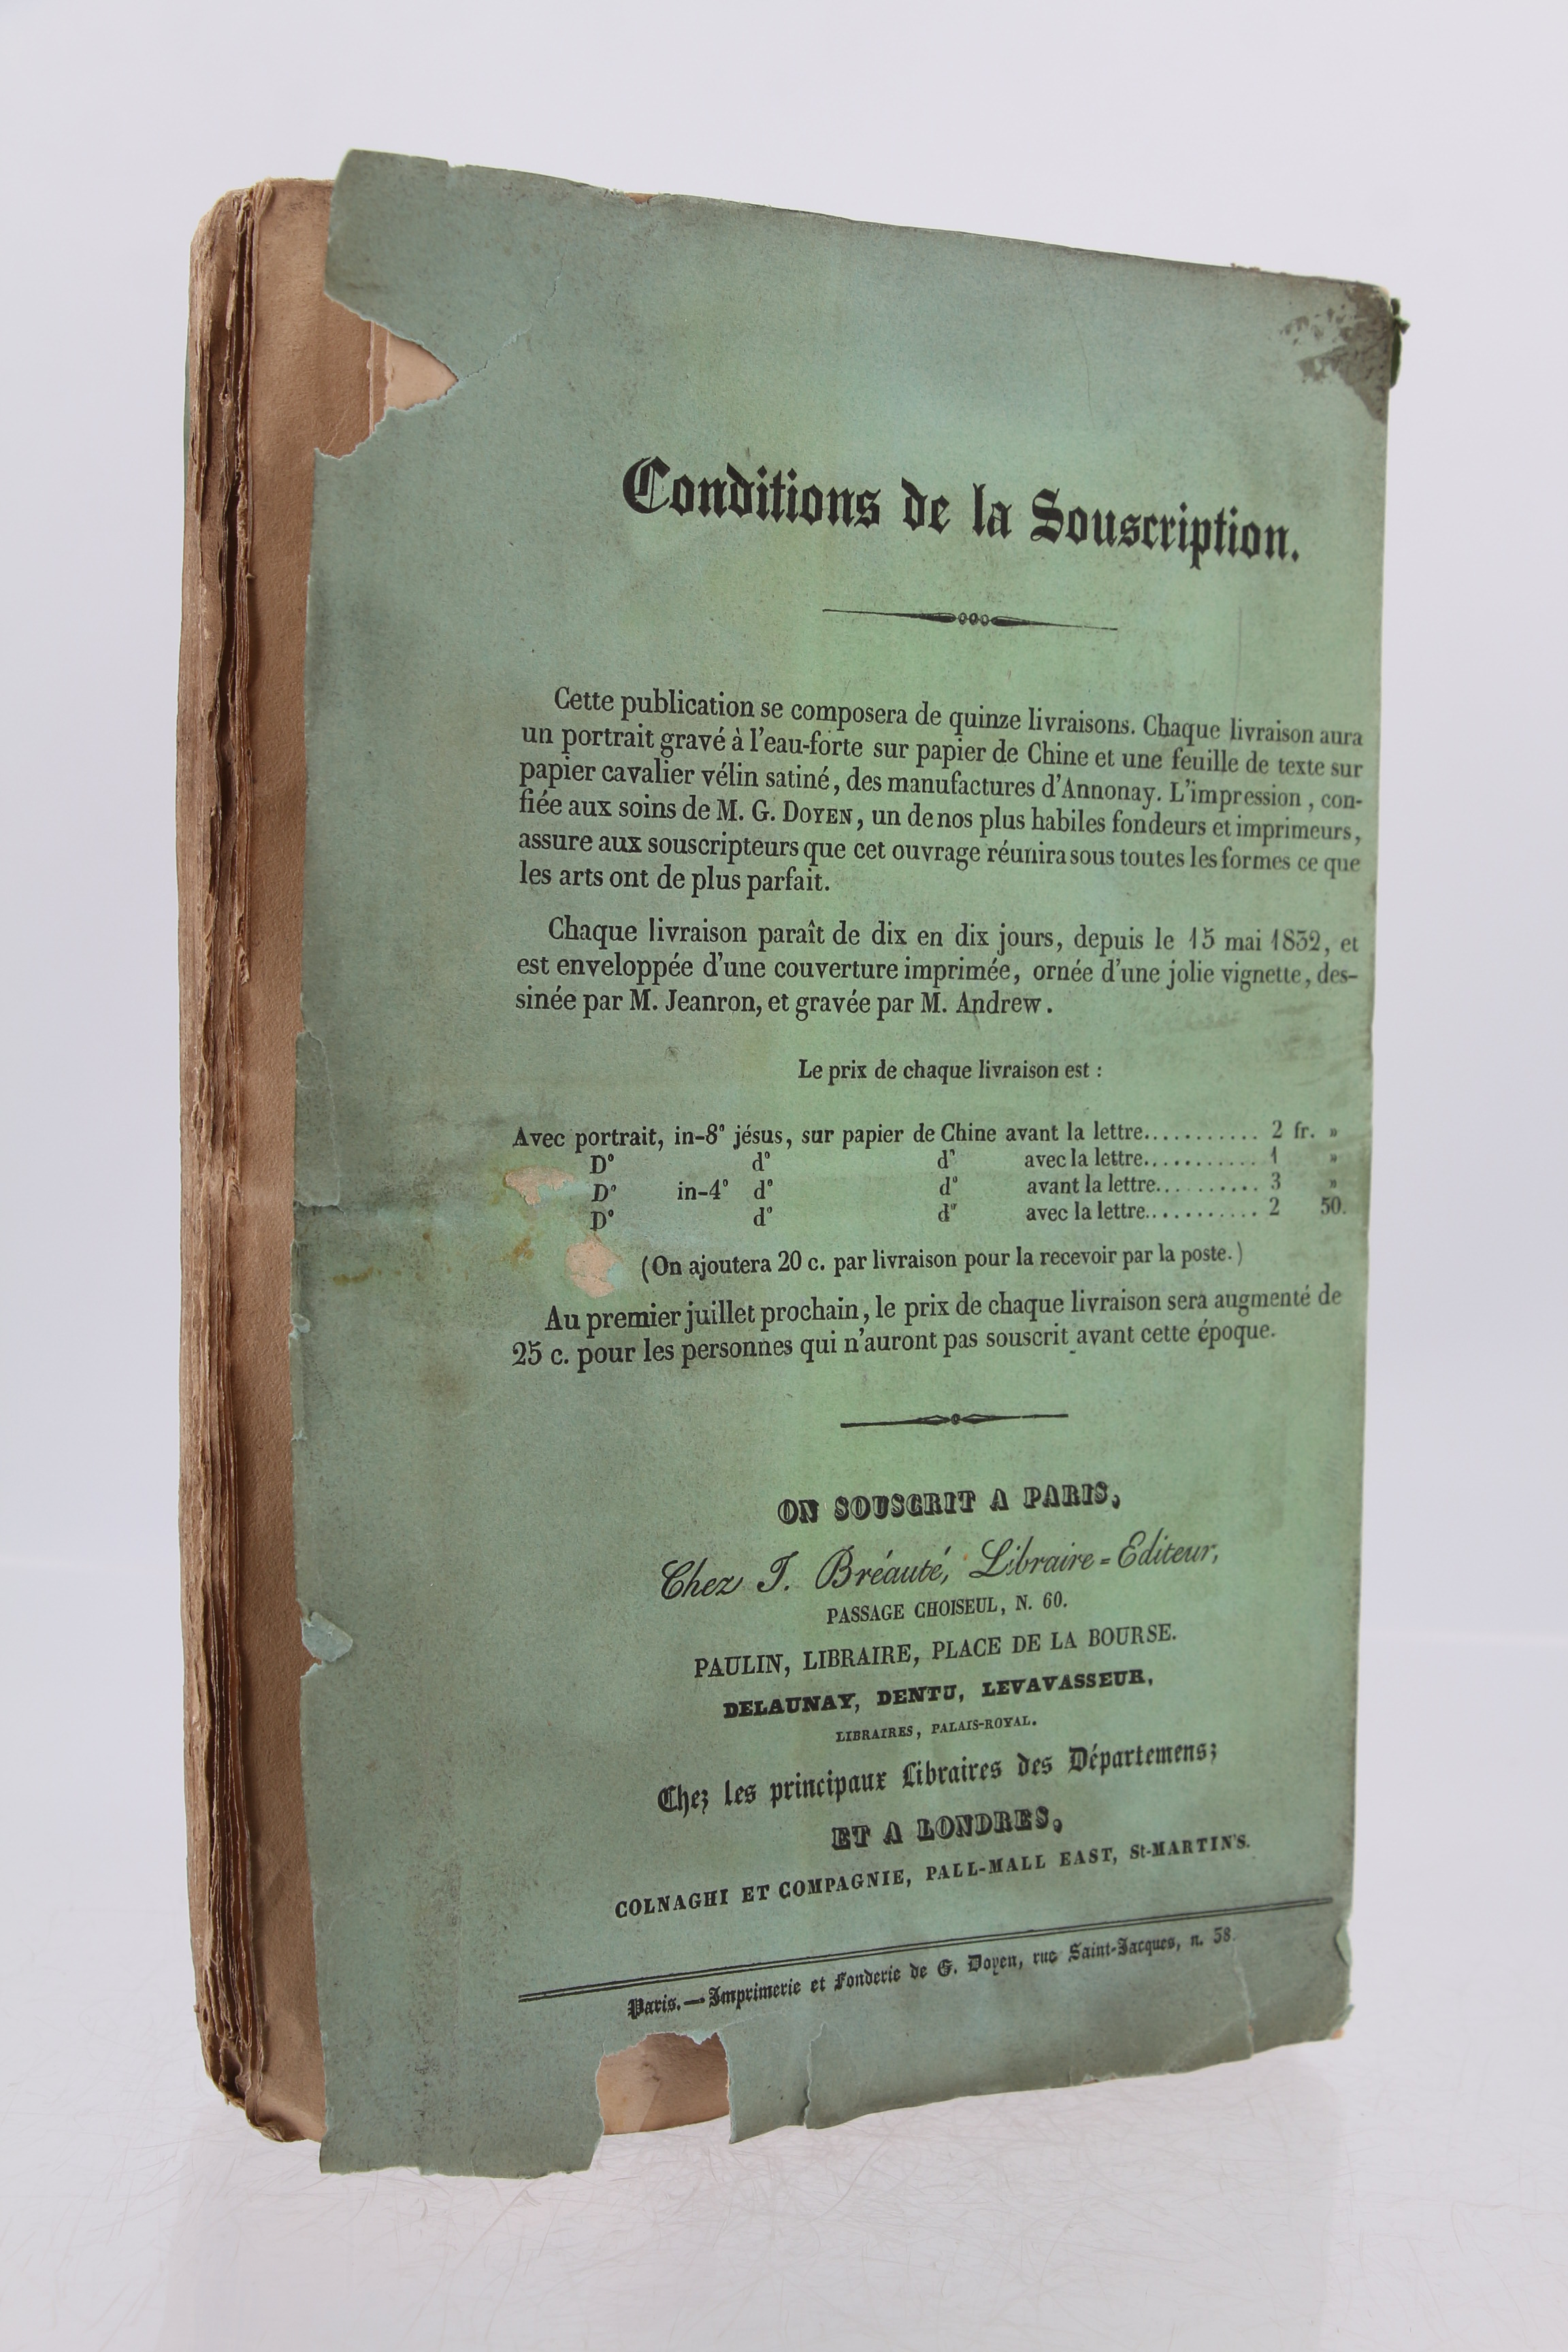 Conditions de la Souscription.
Cette publication se composera de quinze livraisons. Chaque livraison aura
un portrait gravé à l'eau-forte sur papier de Chine et une feuille de texte sur
papier cavalier vélin satiné, des manufactures d'Annonay. L'impression, con-
fiée aux soins de M. G. DOYEN, un de nos plus habiles fondeurs et imprimeurs,
assure aux souscripteurs que cet ouvrage réunira sous toutes les formes ce que
les arts ont de plus parfait.
Chaque livraison paraît de dix en dix jours, depuis le 15 mai 1832, et
est enveloppée d'une couverture imprimée, ornée d'une jolie vignette, des-
sinée par M. Jeanron, et gravée par M. Andrew.
Le prix de chaque livraison est :
Avec portrait, in-8° jésus, sur papier de Chine avant la lettre........... 2 fr. »
D° d° d° avec la lettre............ 1 »
D° in-4° d° d° avant la lettre.......... 3 »
D° d° d° avec la lettre........... 2 50.
(On ajoutera 20 c. par livraison pour la recevoir par la poste.)
Au premier juillet prochain, le prix de chaque livraison sera augmenté de
25 c. pour les personnes qui n'auront pas souscrit avant cette époque.
ON SOUSCRIT A PARIS,
Chez J. Bréauté, Libraire-Editeur,
PASSAGE CHOISEUL, N. 60.
PAULIN, LIBRAIRE, PLACE DE LA BOURSE.
DELAUNAY, DENTU, LEVAVASSEUR,
LIBRAIRES, PALAIS-ROYAL.
Chez les principaux Libraires des Départemens;
ET A LONDRES,
COLNAGHI ET COMPAGNIE, PALL-MALL EAST, St-MARTIN'S.
Paris.—Imprimerie et Fonderie de G. Doyen, rue Saint-Jacques, n. 38.